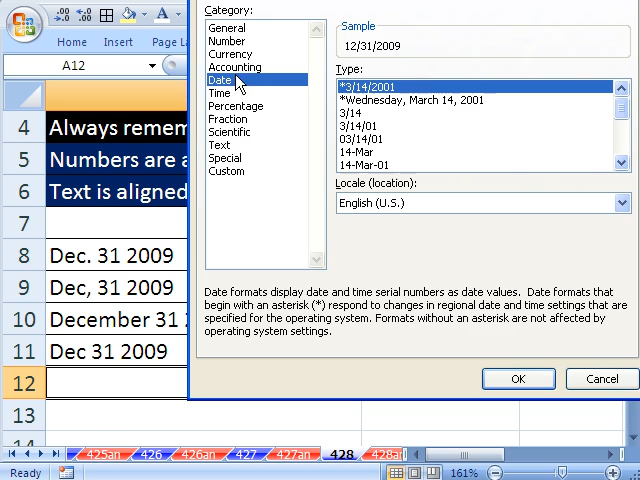 Category:
General
Number
Currency
Accounting
Date
Time
Percentage
Fraction
Scientific
Text
Special
Custom
Sample
12/31/2009
Type:
*3/14/2001
*Wednesday, March 14, 2001
3/14
3/14/01
03/14/01
14-Mar
14-Mar-01
Locale (location):
English (U.S.)
Date formats display date and time serial numbers as date values. Date formats that
begin with an asterisk (*) respond to changes in regional date and time settings that are
specified for the operating system. Formats without an asterisk are not affected by
operating system settings.
OK
Cancel
.00
.0
.0
.00
A
Home
Insert
Page Lay
A12
4
Always remem
5
Numbers are a
6
Text is aligned
7
8
Dec. 31 2009
9
Dec, 31 2009
10
December 31
11
Dec 31 2009
12
13
14
425an
426
426an
427
427an
428
428an
Ready
161%